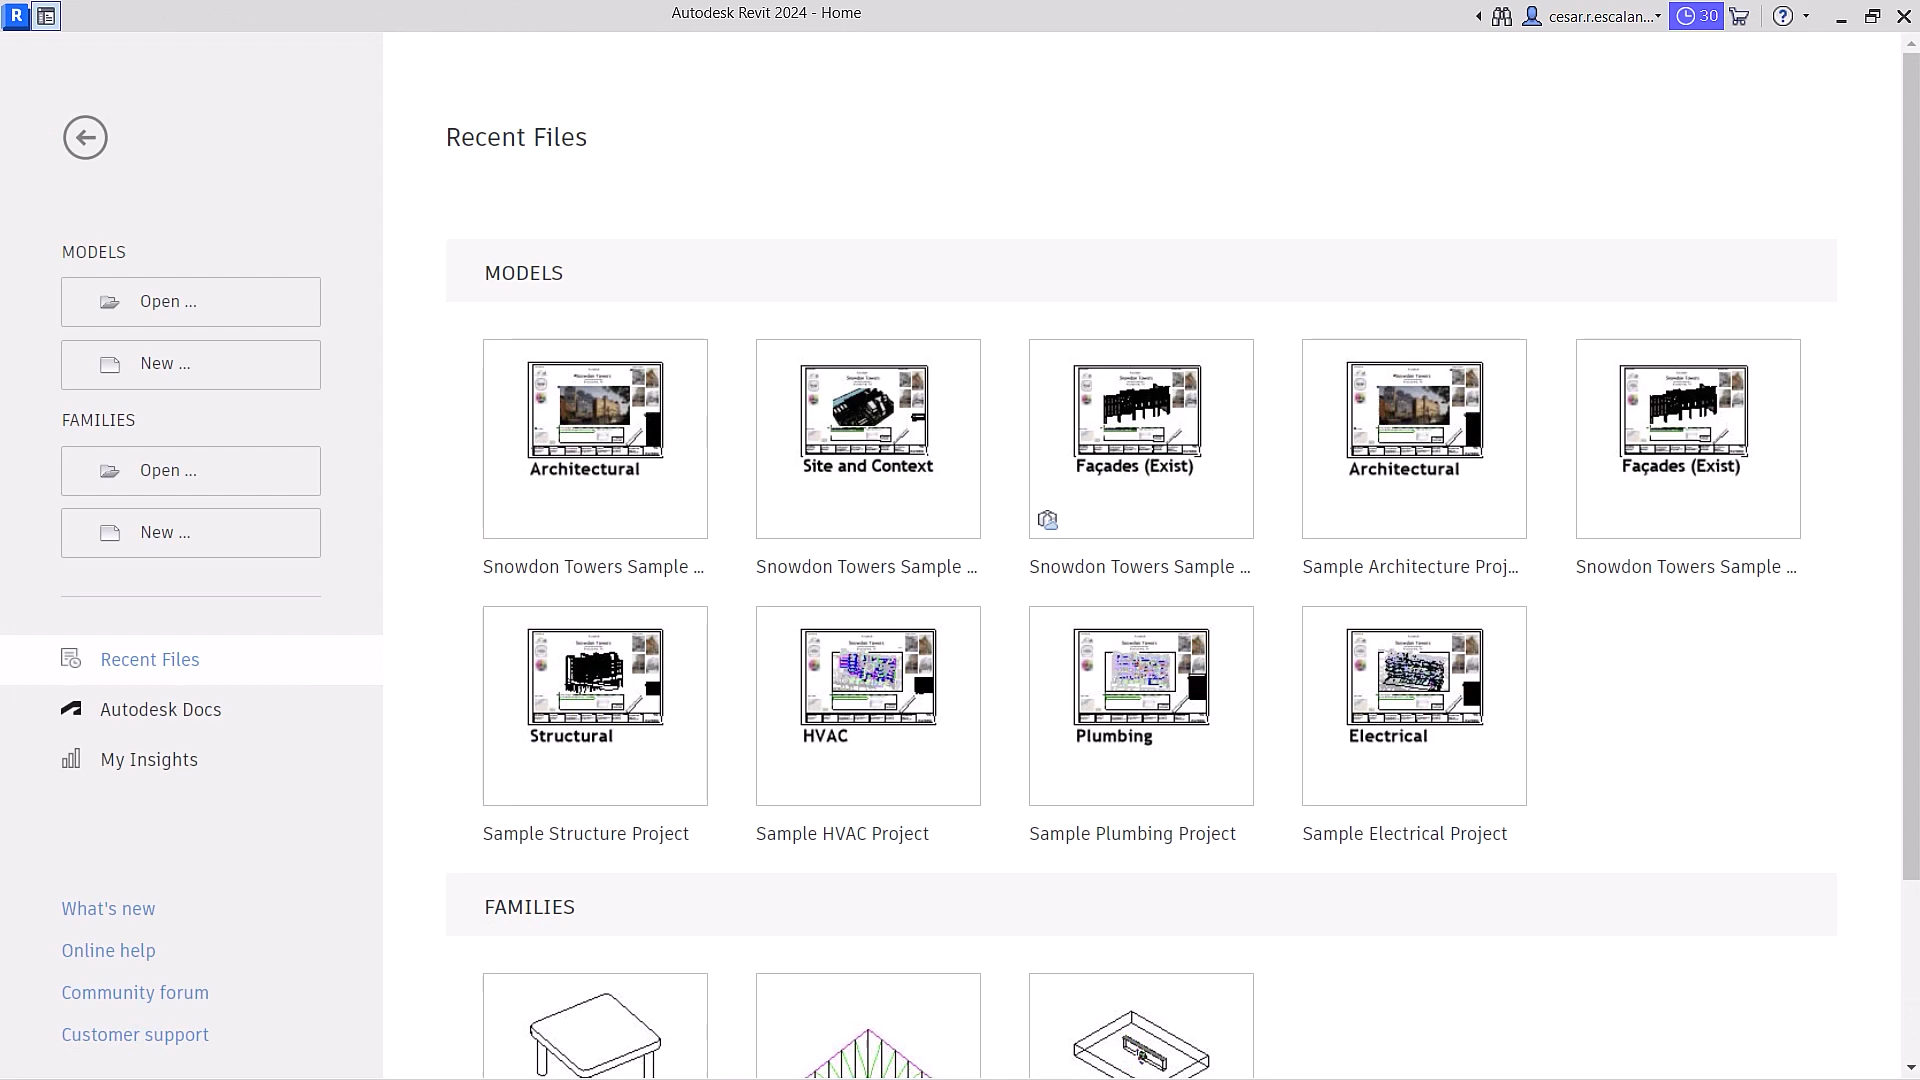 R
Autodesk Revit 2024 - Home
cesar.r.escalan...
30
?
Recent Files
MODELS
Open ...
New ...
FAMILIES
Open ...
New ...
Recent Files
Autodesk Docs
My Insights
What's new
Online help
Community forum
Customer support
MODELS
Architectural
Site and Context
Façades (Exist)
Architectural
Façades (Exist)
Snowdon Towers Sample ...
Snowdon Towers Sample ...
Snowdon Towers Sample ...
Sample Architecture Proj...
Snowdon Towers Sample ...
Structural
HVAC
Plumbing
Electrical
Sample Structure Project
Sample HVAC Project
Sample Plumbing Project
Sample Electrical Project
FAMILIES